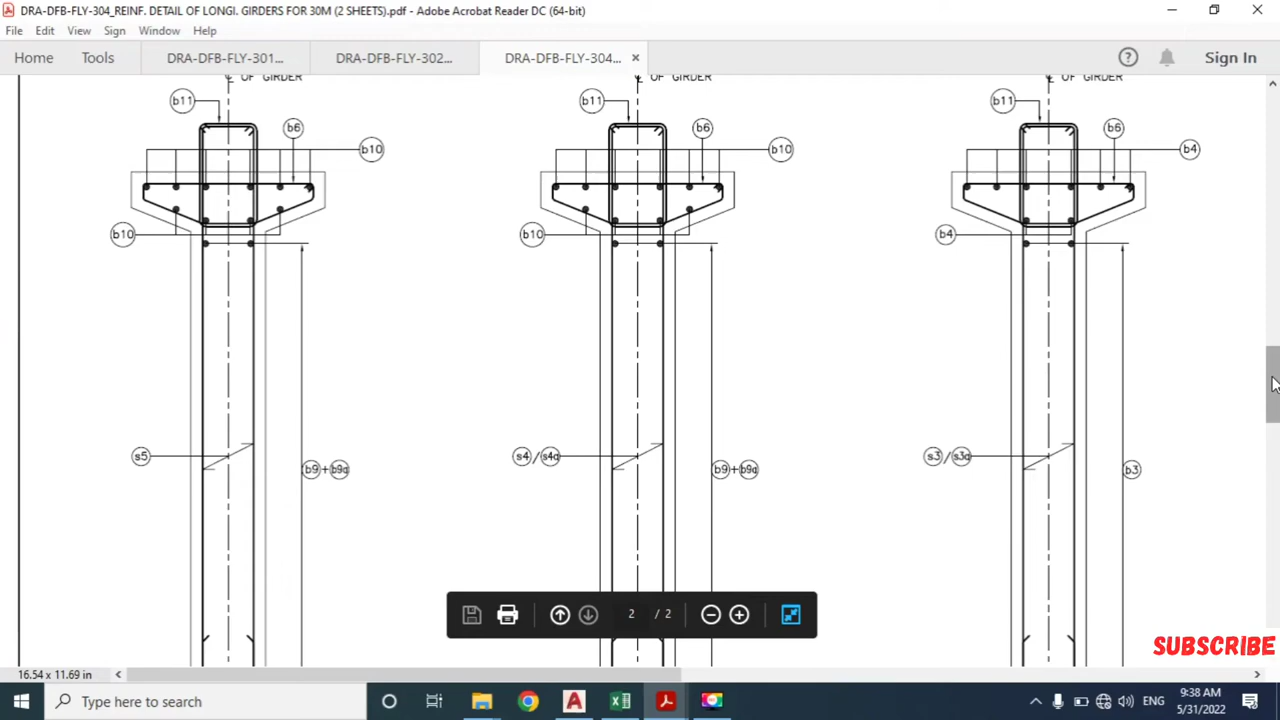 DRA-DFB-FLY-304_REINF. DETAIL OF LONGI. GIRDERS FOR 30M (2 SHEETS).pdf - Adobe Acrobat Reader DC (64-bit)
File Edit View Sign Window Help
Home Tools DRA-DFB-FLY-301... DRA-DFB-FLY-302... DRA-DFB-FLY-304... × ? Sign In
℄ OF GIRDER ℄ OF GIRDER ℄ OF GIRDER
b11 b11 b11
b6 b6 b6
b10 b10 b4
b10 b10 b4
s5 s4/s4a s3/s3a
b9+b9a b9+b9a b3
2 / 2
SUBSCRIBE
16.54 x 11.69 in
Type here to search
ENG
9:38 AM
5/31/2022